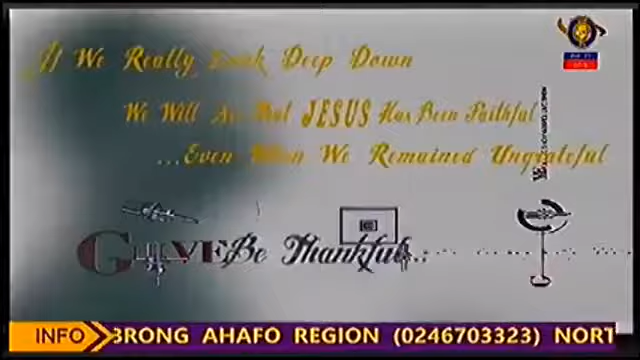 If We Really Look Deep Down
We Will See that JESUS Has Been Faithful
...Even When We Remained Ungrateful
Be Thankful...
INFO BRONG AHAFO REGION (0246703323) NORT